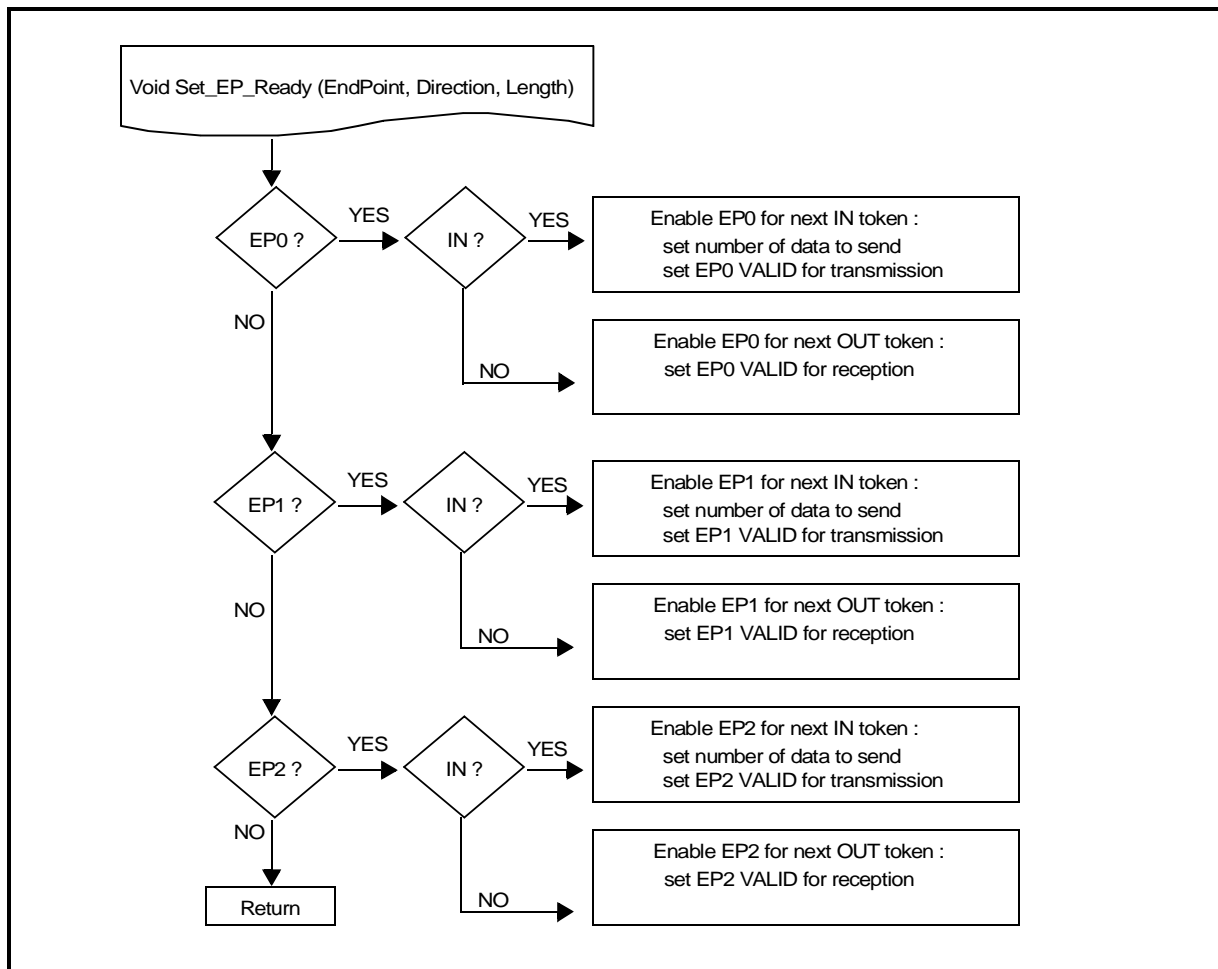 Void Set_EP_Ready (EndPoint, Direction, Length)
EP0 ?
YES
IN ?
YES
Enable EP0 for next IN token :
set number of data to send
set EP0 VALID for transmission
NO
NO
Enable EP0 for next OUT token :
set EP0 VALID for reception
EP1 ?
YES
IN ?
YES
Enable EP1 for next IN token :
set number of data to send
set EP1 VALID for transmission
NO
NO
Enable EP1 for next OUT token :
set EP1 VALID for reception
EP2 ?
YES
IN ?
YES
Enable EP2 for next IN token :
set number of data to send
set EP2 VALID for transmission
NO
NO
Enable EP2 for next OUT token :
set EP2 VALID for reception
Return